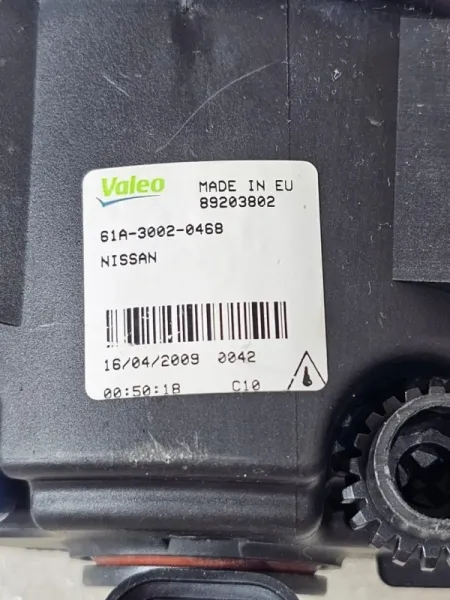 Valeo MADE IN EU
89203802
61A-3002-0468
NISSAN
16/04/2009 0042
00:50:18 C10